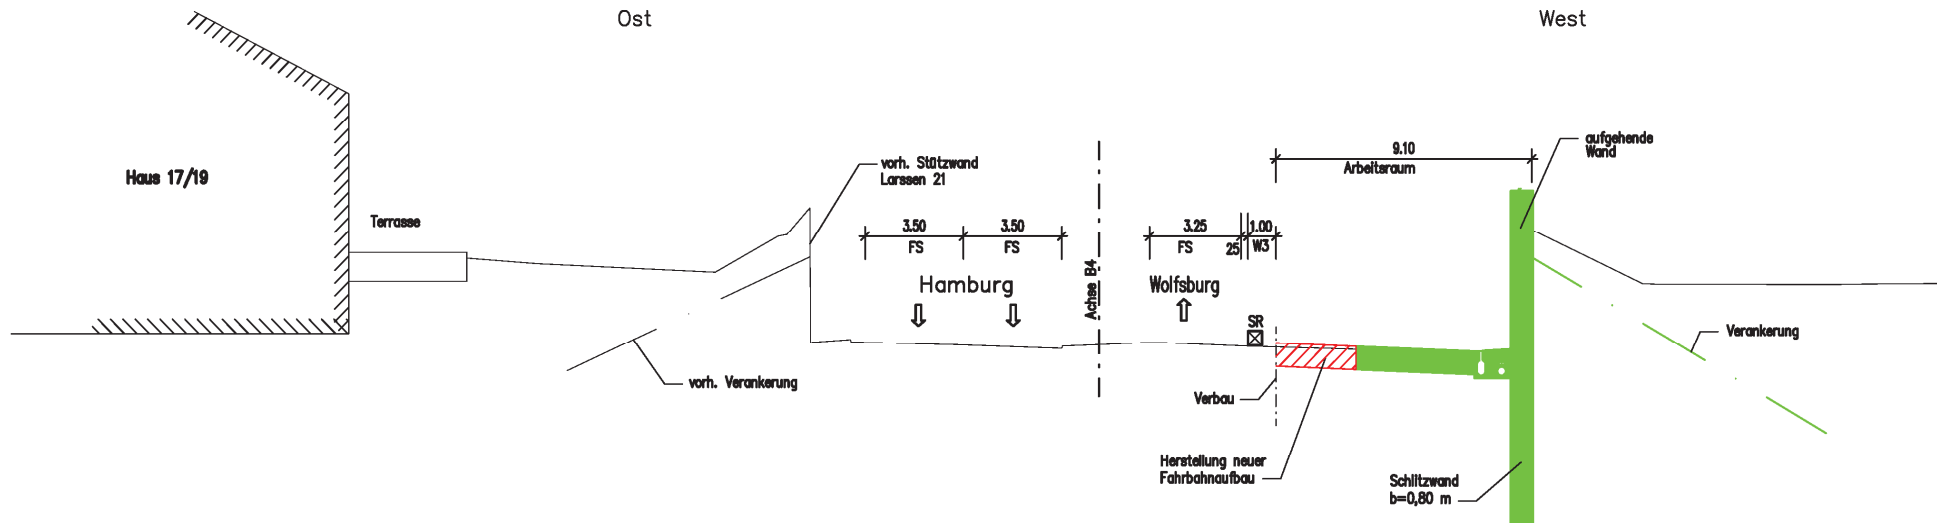 Ost
West
Haus 17/19
Terrasse
vorh. Stützwand
Larssen 21
vorh. Verankerung
3.50
FS
3.50
FS
Hamburg
Achse B4
3.25
FS
25
1.00
W3
Wolfsburg
SR
9.10
Arbeitsraum
aufgehende
Wand
Verankerung
Verbau
Herstellung neuer
Fahrbahnaufbau
Schlitzwand
b=0,80 m